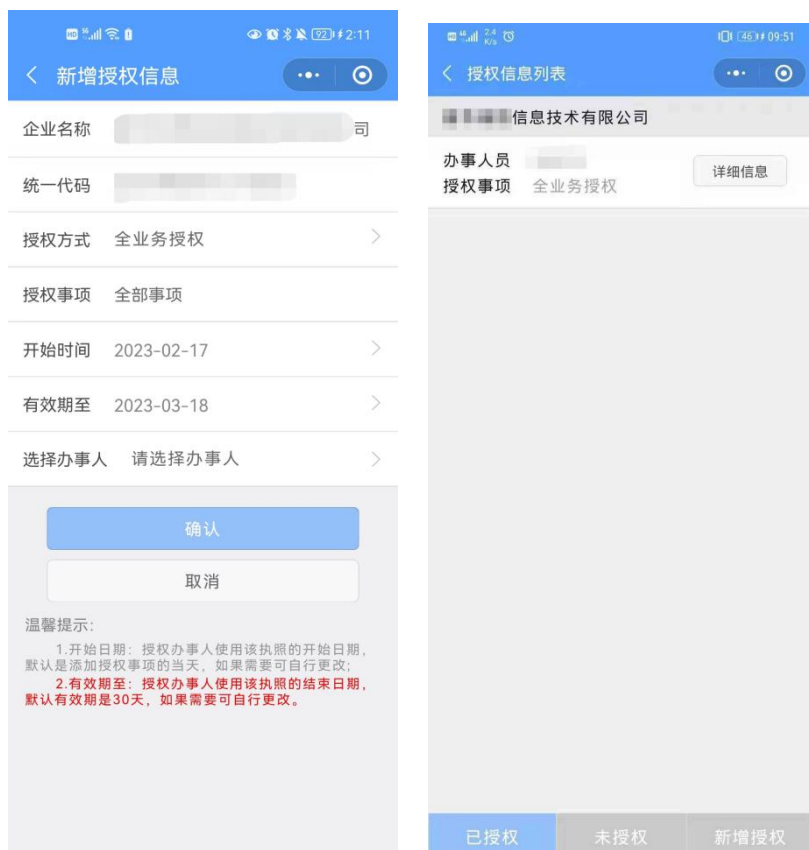 HD 5G 92 2:11
新增授权信息
企业名称 司
统一代码
授权方式 全业务授权
授权事项 全部事项
开始时间 2023-02-17
有效期至 2023-03-18
选择办事人 请选择办事人
确认
取消
温馨提示:
1.开始日期：授权办事人使用该执照的开始日期，
默认是添加授权事项的当天，如果需要可自行更改;
2.有效期至：授权办事人使用该执照的结束日期，
默认有效期是30天，如果需要可自行更改。
HD 2.4 K/s 46 09:51
授权信息列表
信息技术有限公司
办事人员
授权事项 全业务授权
详细信息
已授权 未授权 新增授权